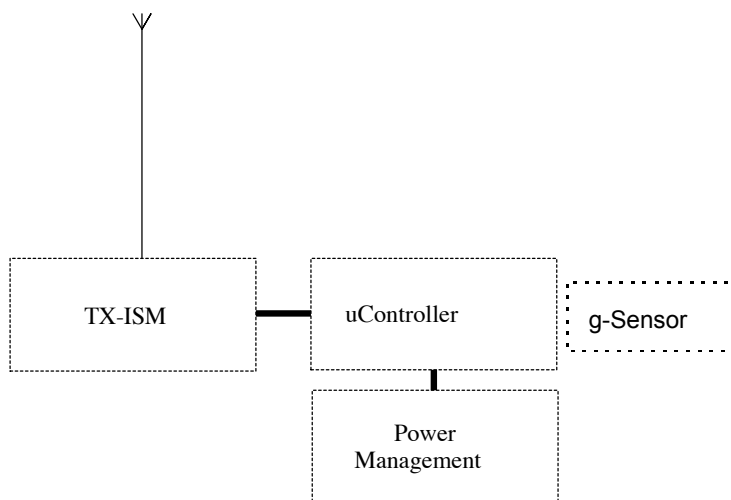 TX-ISM
uController
g-Sensor
Power
Management